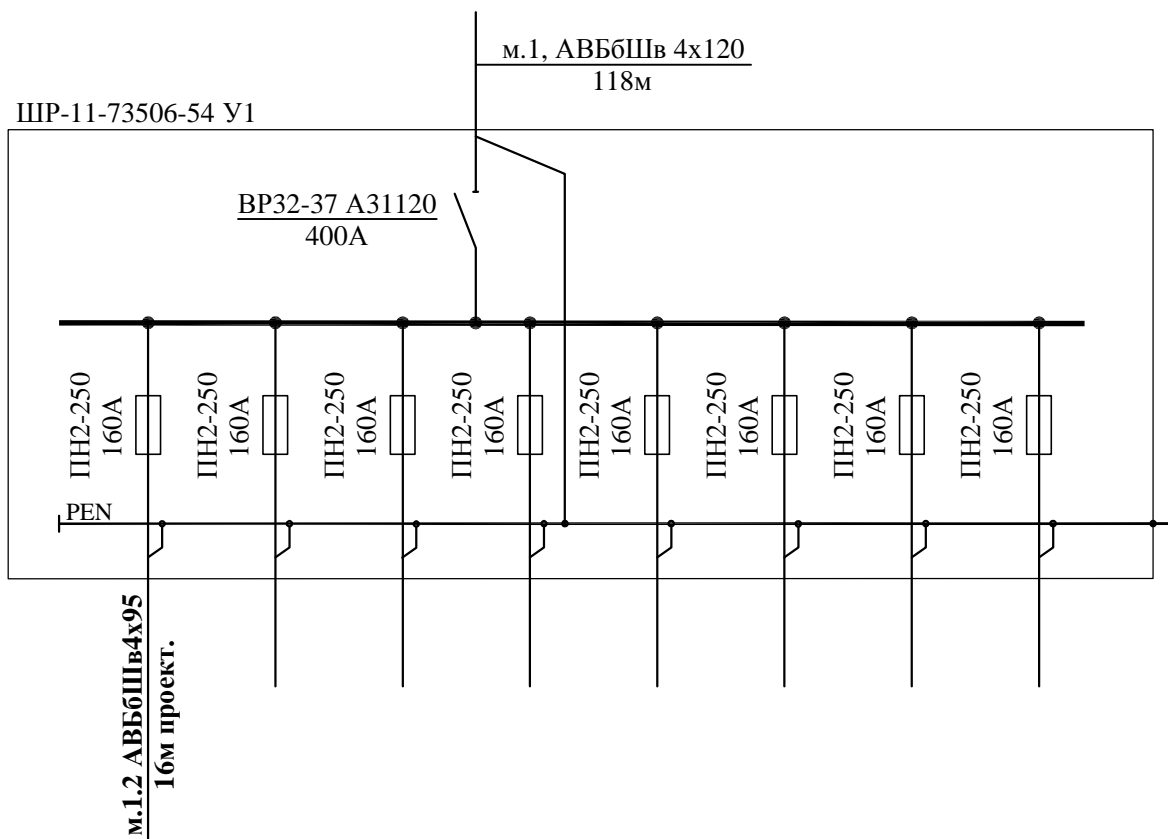 м.1, АВБбШв 4х120
118м
ШР-11-73506-54 У1
ВР32-37 А31120
400А
ПН2-250
160А
ПН2-250
160А
ПН2-250
160А
ПН2-250
160А
ПН2-250
160А
ПН2-250
160А
ПН2-250
160А
ПН2-250
160А
PEN
м.1.2 АВБбШв4х95
16м проект.